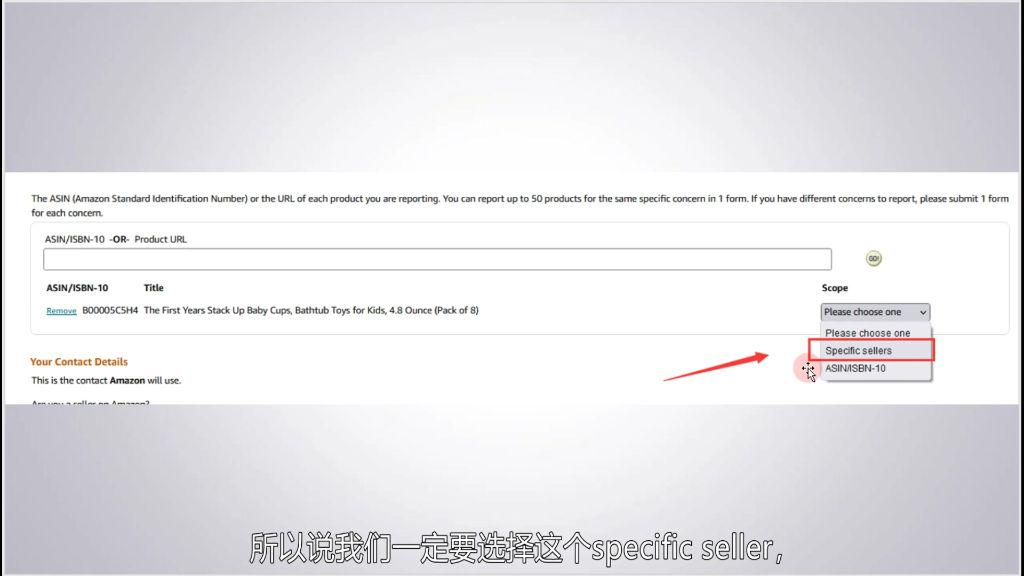 The ASIN (Amazon Standard Identification Number) or the URL of each product you are reporting. You can report up to 50 products for the same specific concern in 1 form. If you have different concerns to report, please submit 1 form
for each concern.
ASIN/ISBN-10 -OR- Product URL
GO!
ASIN/ISBN-10 Title Scope
Remove B00005C5H4 The First Years Stack Up Baby Cups, Bathtub Toys for Kids, 4.8 Ounce (Pack of 8) Please choose one
Please choose one
Specific sellers
ASIN/ISBN-10
Your Contact Details
This is the contact Amazon will use.
Are you a seller on Amazon?
所以说我们一定要选择这个specific seller,